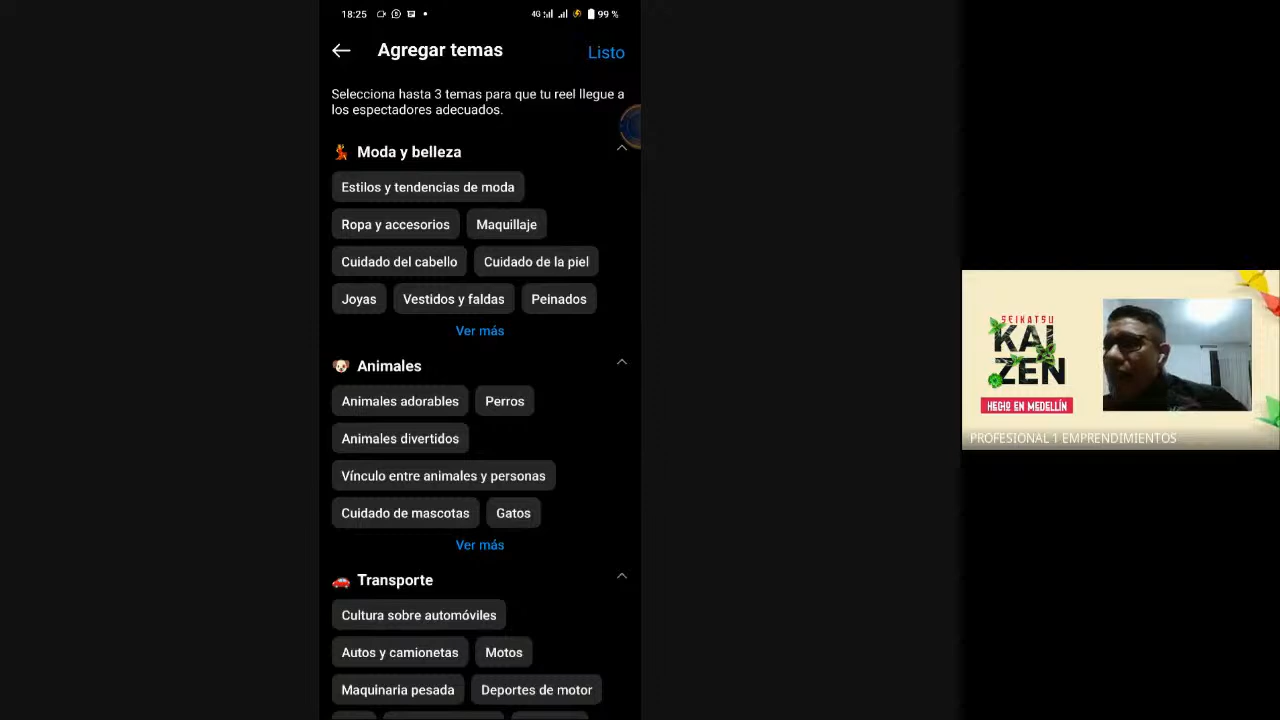 18:25
4G
99 %
Agregar temas
Listo
Selecciona hasta 3 temas para que tu reel llegue a
los espectadores adecuados.
Moda y belleza
Estilos y tendencias de moda
Ropa y accesorios Maquillaje
Cuidado del cabello Cuidado de la piel
Joyas Vestidos y faldas Peinados
Ver más
Animales
Animales adorables Perros
Animales divertidos
Vínculo entre animales y personas
Cuidado de mascotas Gatos
Ver más
Transporte
Cultura sobre automóviles
Autos y camionetas Motos
Maquinaria pesada Deportes de motor
SEIKATSU
KAI
ZEN
HECHO EN MEDELLÍN
PROFESIONAL 1 EMPRENDIMIENTOS